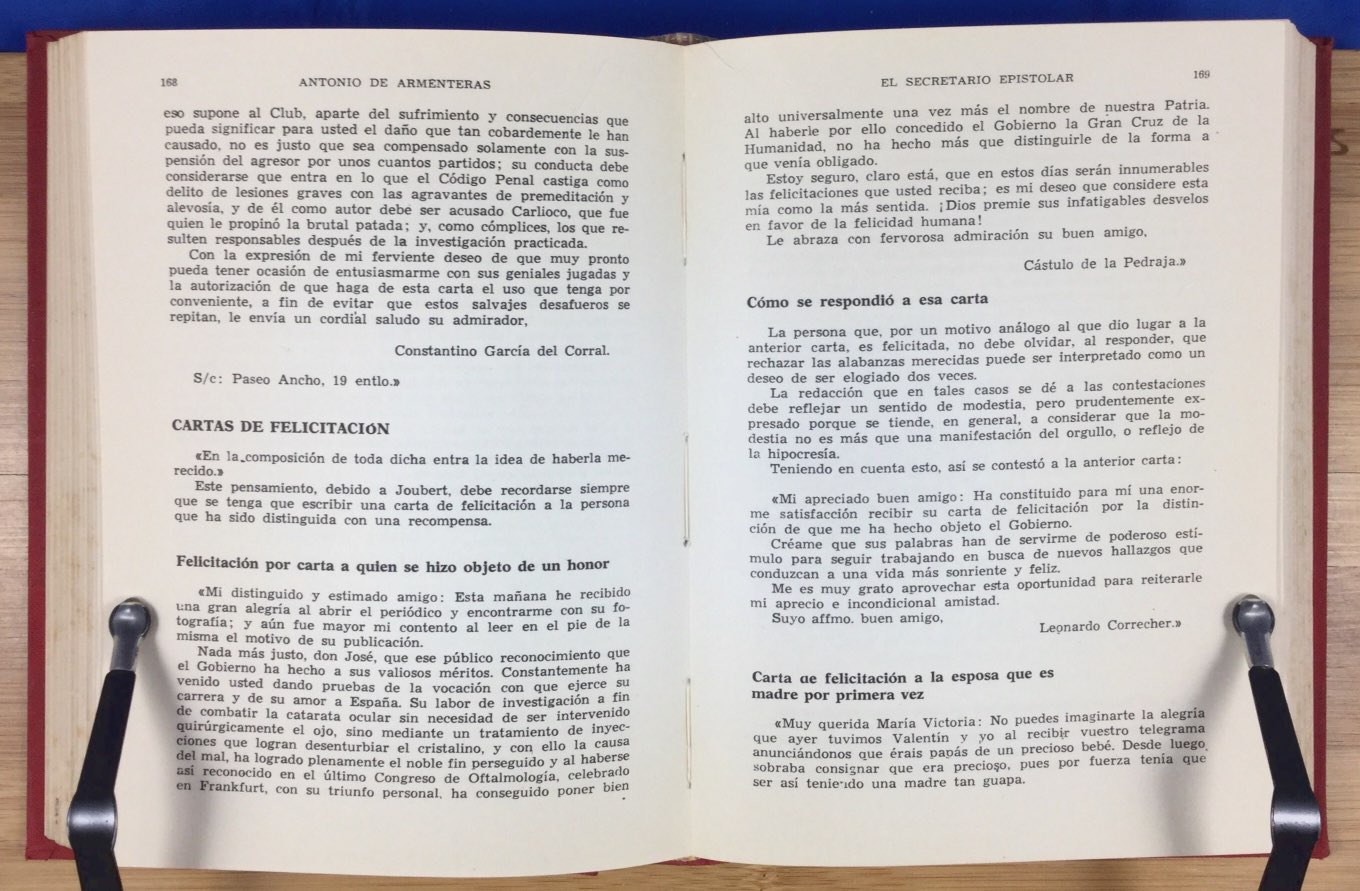 168
ANTONIO DE ARMENTERAS
eso supone al Club, aparte del sufrimiento y consecuencias que
pueda significar para usted el daño que tan cobardemente le han
causado, no es justo que sea compensado solamente con la sus-
pensión del agresor por unos cuantos partidos; su conducta debe
considerarse que entra en lo que el Código Penal castiga como
delito de lesiones graves con las agravantes de premeditación y
alevosía, y de él como autor debe ser acusado Carlioco, que fue
quien le propinó la brutal patada; y, como cómplices, los que re-
sulten responsables después de la investigación practicada.
Con la expresión de mi ferviente deseo de que muy pronto
pueda tener ocasión de entusiasmarme con sus geniales jugadas y
la autorización de que haga de esta carta el uso que tenga por
conveniente, a fin de evitar que estos salvajes desafueros se
repitan, le envía un cordial saludo su admirador,
Constantino García del Corral.
S/c: Paseo Ancho, 19 entlo.»
CARTAS DE FELICITACIÓN
«En la composición de toda dicha entra la idea de haberla me-
recido.»
Este pensamiento, debido a Joubert, debe recordarse siempre
que se tenga que escribir una carta de felicitación a la persona
que ha sido distinguida con una recompensa.
Felicitación por carta a quien se hizo objeto de un honor
«Mi distinguido y estimado amigo: Esta mañana he recibido
una gran alegría al abrir el periódico y encontrarme con su fo-
tografía; y aún fue mayor mi contento al leer en el pie de la
misma el motivo de su publicación.
Nada más justo, don José, que ese público reconocimiento que
el Gobierno ha hecho a sus valiosos méritos. Constantemente ha
venido usted dando pruebas de la vocación con que ejerce su
carrera y de su amor a España. Su labor de investigación a fin
de combatir la catarata ocular sin necesidad de ser intervenido
quirúrgicamente el ojo, sino mediante un tratamiento de inyec-
ciones que logran desenturbiar el cristalino, y con ello la causa
del mal, ha logrado plenamente el noble fin perseguido y al haberse
así reconocido en el último Congreso de Oftalmología, celebrado
en Frankfurt, con su triunfo personal, ha conseguido poner bien
EL SECRETARIO EPISTOLAR
169
alto universalmente una vez más el nombre de nuestra Patria.
Al haberle por ello concedido el Gobierno la Gran Cruz de la
Humanidad, no ha hecho más que distinguirle de la forma a
que venía obligado.
Estoy seguro, claro está, que en estos días serán innumerables
las felicitaciones que usted reciba; es mi deseo que considere esta
mía como la más sentida. ¡Dios premie sus infatigables desvelos
en favor de la felicidad humana!
Le abraza con fervorosa admiración su buen amigo,
Cástulo de la Pedraja.»
Cómo se respondió a esa carta
La persona que, por un motivo análogo al que dio lugar a la
anterior carta, es felicitada, no debe olvidar, al responder, que
rechazar las alabanzas merecidas puede ser interpretado como un
deseo de ser elogiado dos veces.
La redacción que en tales casos se dé a las contestaciones
debe reflejar un sentido de modestia, pero prudentemente ex-
presado porque se tiende, en general, a considerar que la mo-
destia no es más que una manifestación del orgullo, o reflejo de
la hipocresía.
Teniendo en cuenta esto, así se contestó a la anterior carta:
«Mi apreciado buen amigo: Ha constituido para mí una enor-
me satisfacción recibir su carta de felicitación por la distin-
ción de que me ha hecho objeto el Gobierno.
Créame que sus palabras han de servirme de poderoso estí-
mulo para seguir trabajando en busca de nuevos hallazgos que
conduzcan a una vida más sonriente y feliz.
Me es muy grato aprovechar esta oportunidad para reiterarle
mi aprecio e incondicional amistad.
Suyo affmo. buen amigo,
Leonardo Correcher.»
Carta de felicitación a la esposa que es
madre por primera vez
«Muy querida María Victoria: No puedes imaginarte la alegría
que ayer tuvimos Valentín y yo al recibir vuestro telegrama
anunciándonos que érais papás de un precioso bebé. Desde luego
sobraba consignar que era precioso, pues por fuerza tenía que
ser así teniendo una madre tan guapa.